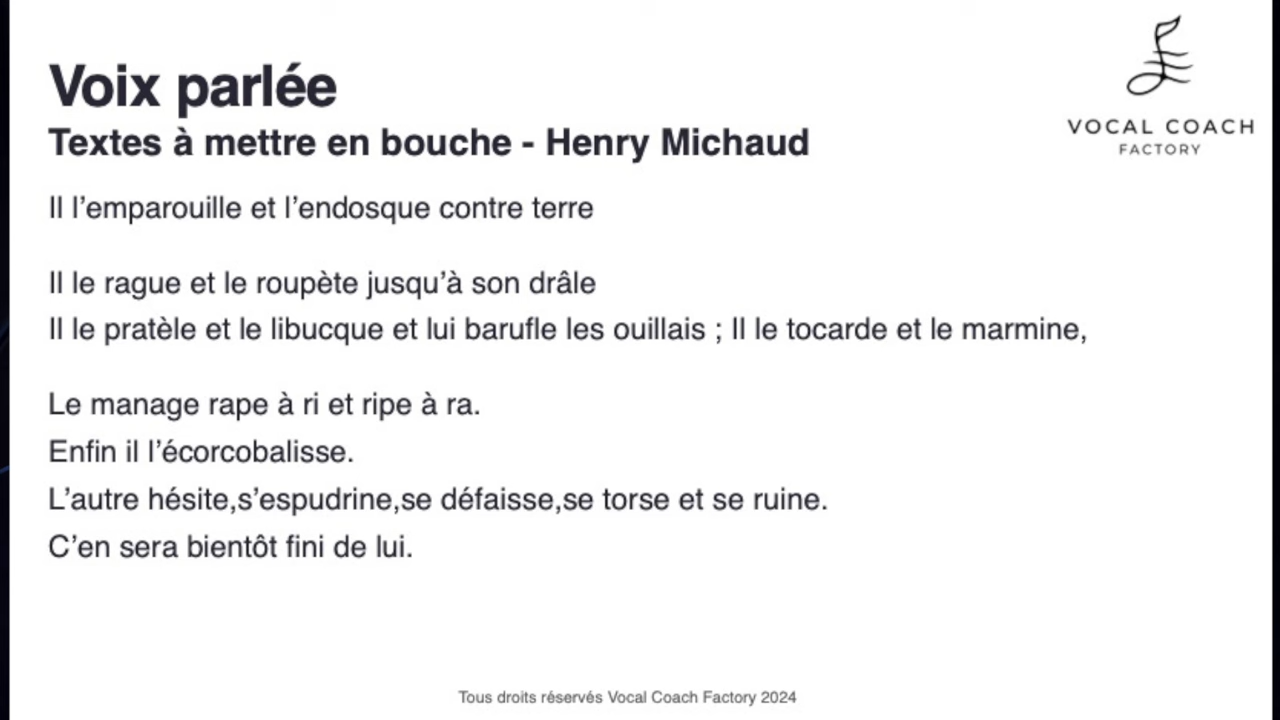 Voix parlée
VOCAL COACH
FACTORY
Textes à mettre en bouche - Henry Michaud
Il l’emparouille et l’endosque contre terre
Il le rague et le roupète jusqu’à son drâle
Il le pratèle et le libucque et lui barufle les ouillais ; Il le tocarde et le marmine,
Le manage rape à ri et ripe à ra.
Enfin il l’écorcobalisse.
L’autre hésite,s’espudrine,se défaisse,se torse et se ruine.
C’en sera bientôt fini de lui.
Tous droits réservés Vocal Coach Factory 2024